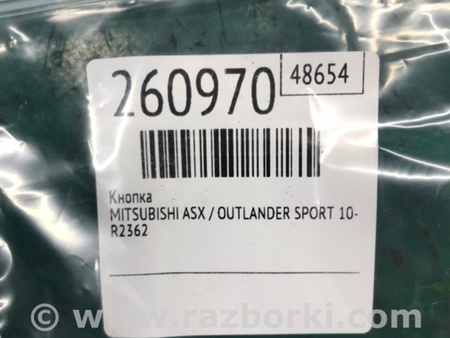 260970
48654
Кнопка
MITSUBISHI ASX / OUTLANDER SPORT 10-
R2362
© www.razborki.com